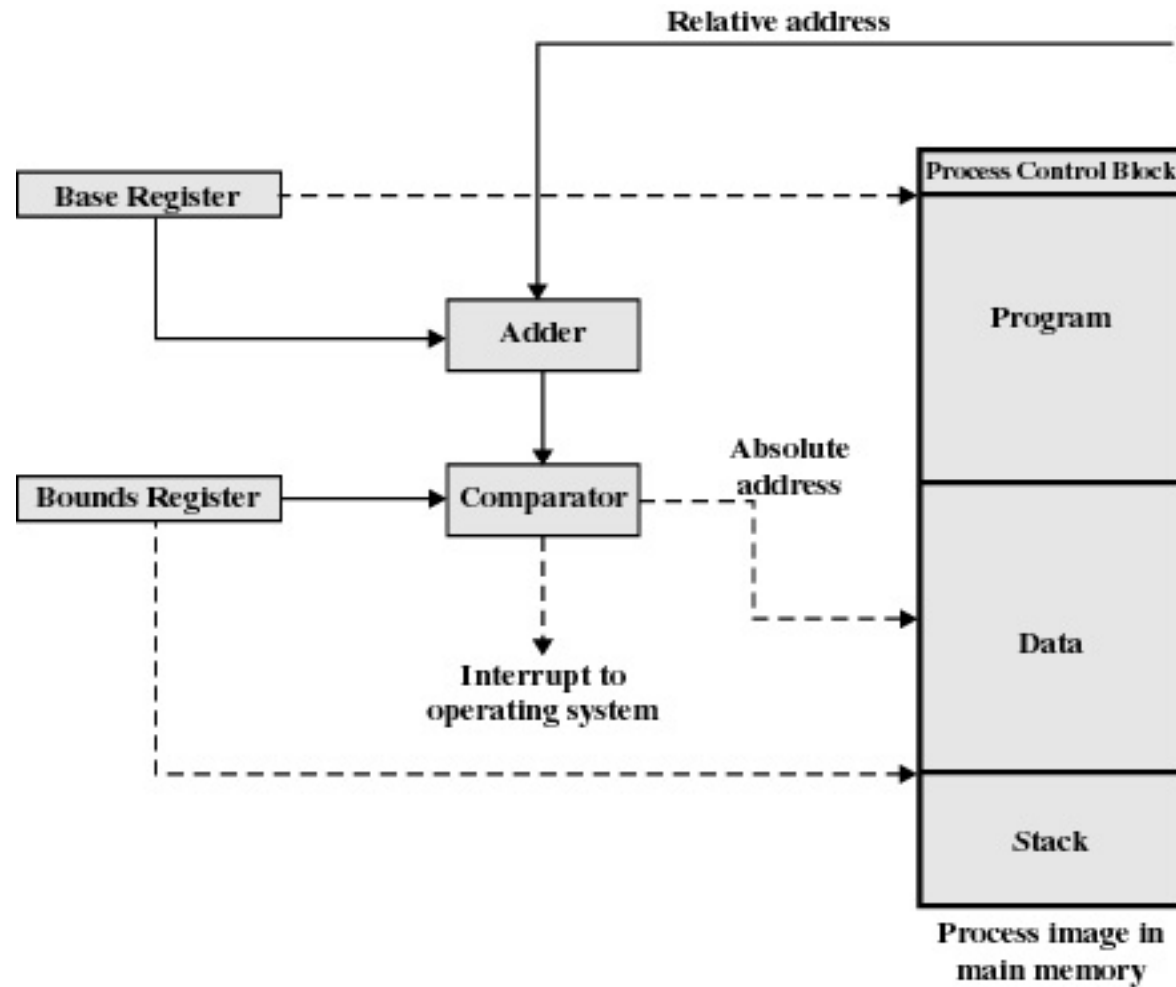 Relative address
Process Control Block
Base Register
Program
Adder
Absolute
address
Bounds Register
Comparator
Data
Interrupt to
operating system
Stack
Process image in
main memory